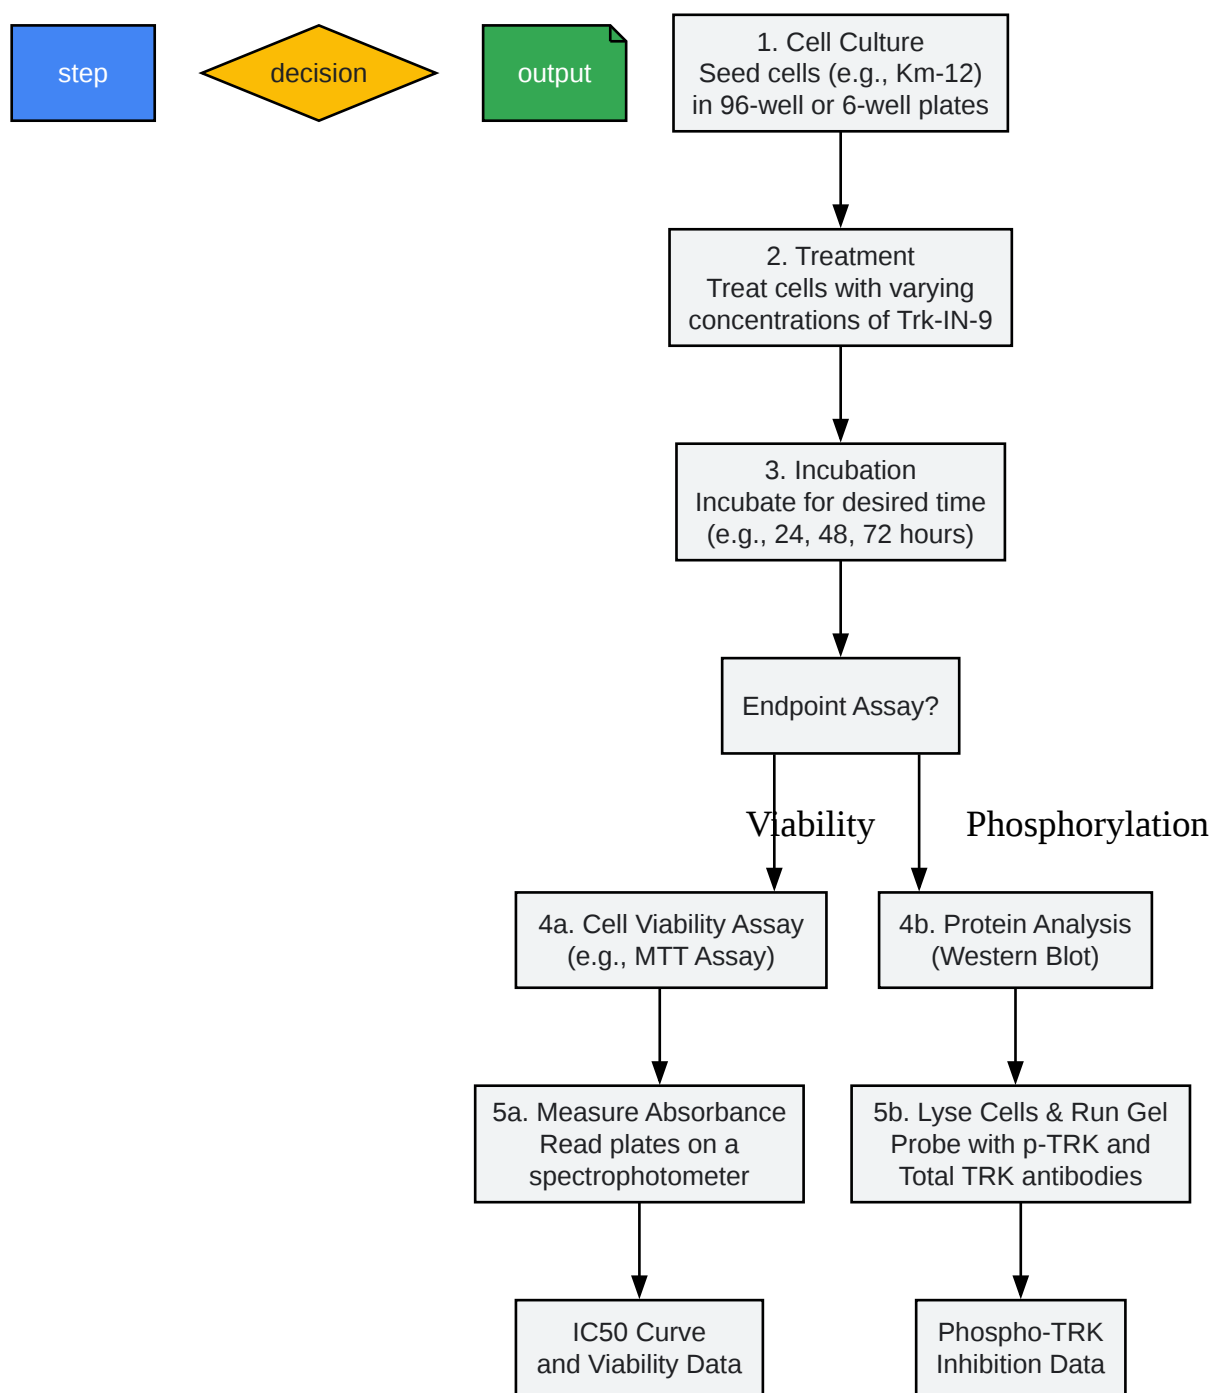 step
decision
output
1. Cell Culture
Seed cells (e.g., Km-12)
in 96-well or 6-well plates
2. Treatment
Treat cells with varying
concentrations of Trk-IN-9
3. Incubation
Incubate for desired time
(e.g., 24, 48, 72 hours)
Endpoint Assay?
Viability
Phosphorylation
4a. Cell Viability Assay
(e.g., MTT Assay)
4b. Protein Analysis
(Western Blot)
5a. Measure Absorbance
Read plates on a
spectrophotometer
5b. Lyse Cells & Run Gel
Probe with p-TRK and
Total TRK antibodies
IC50 Curve
and Viability Data
Phospho-TRK
Inhibition Data